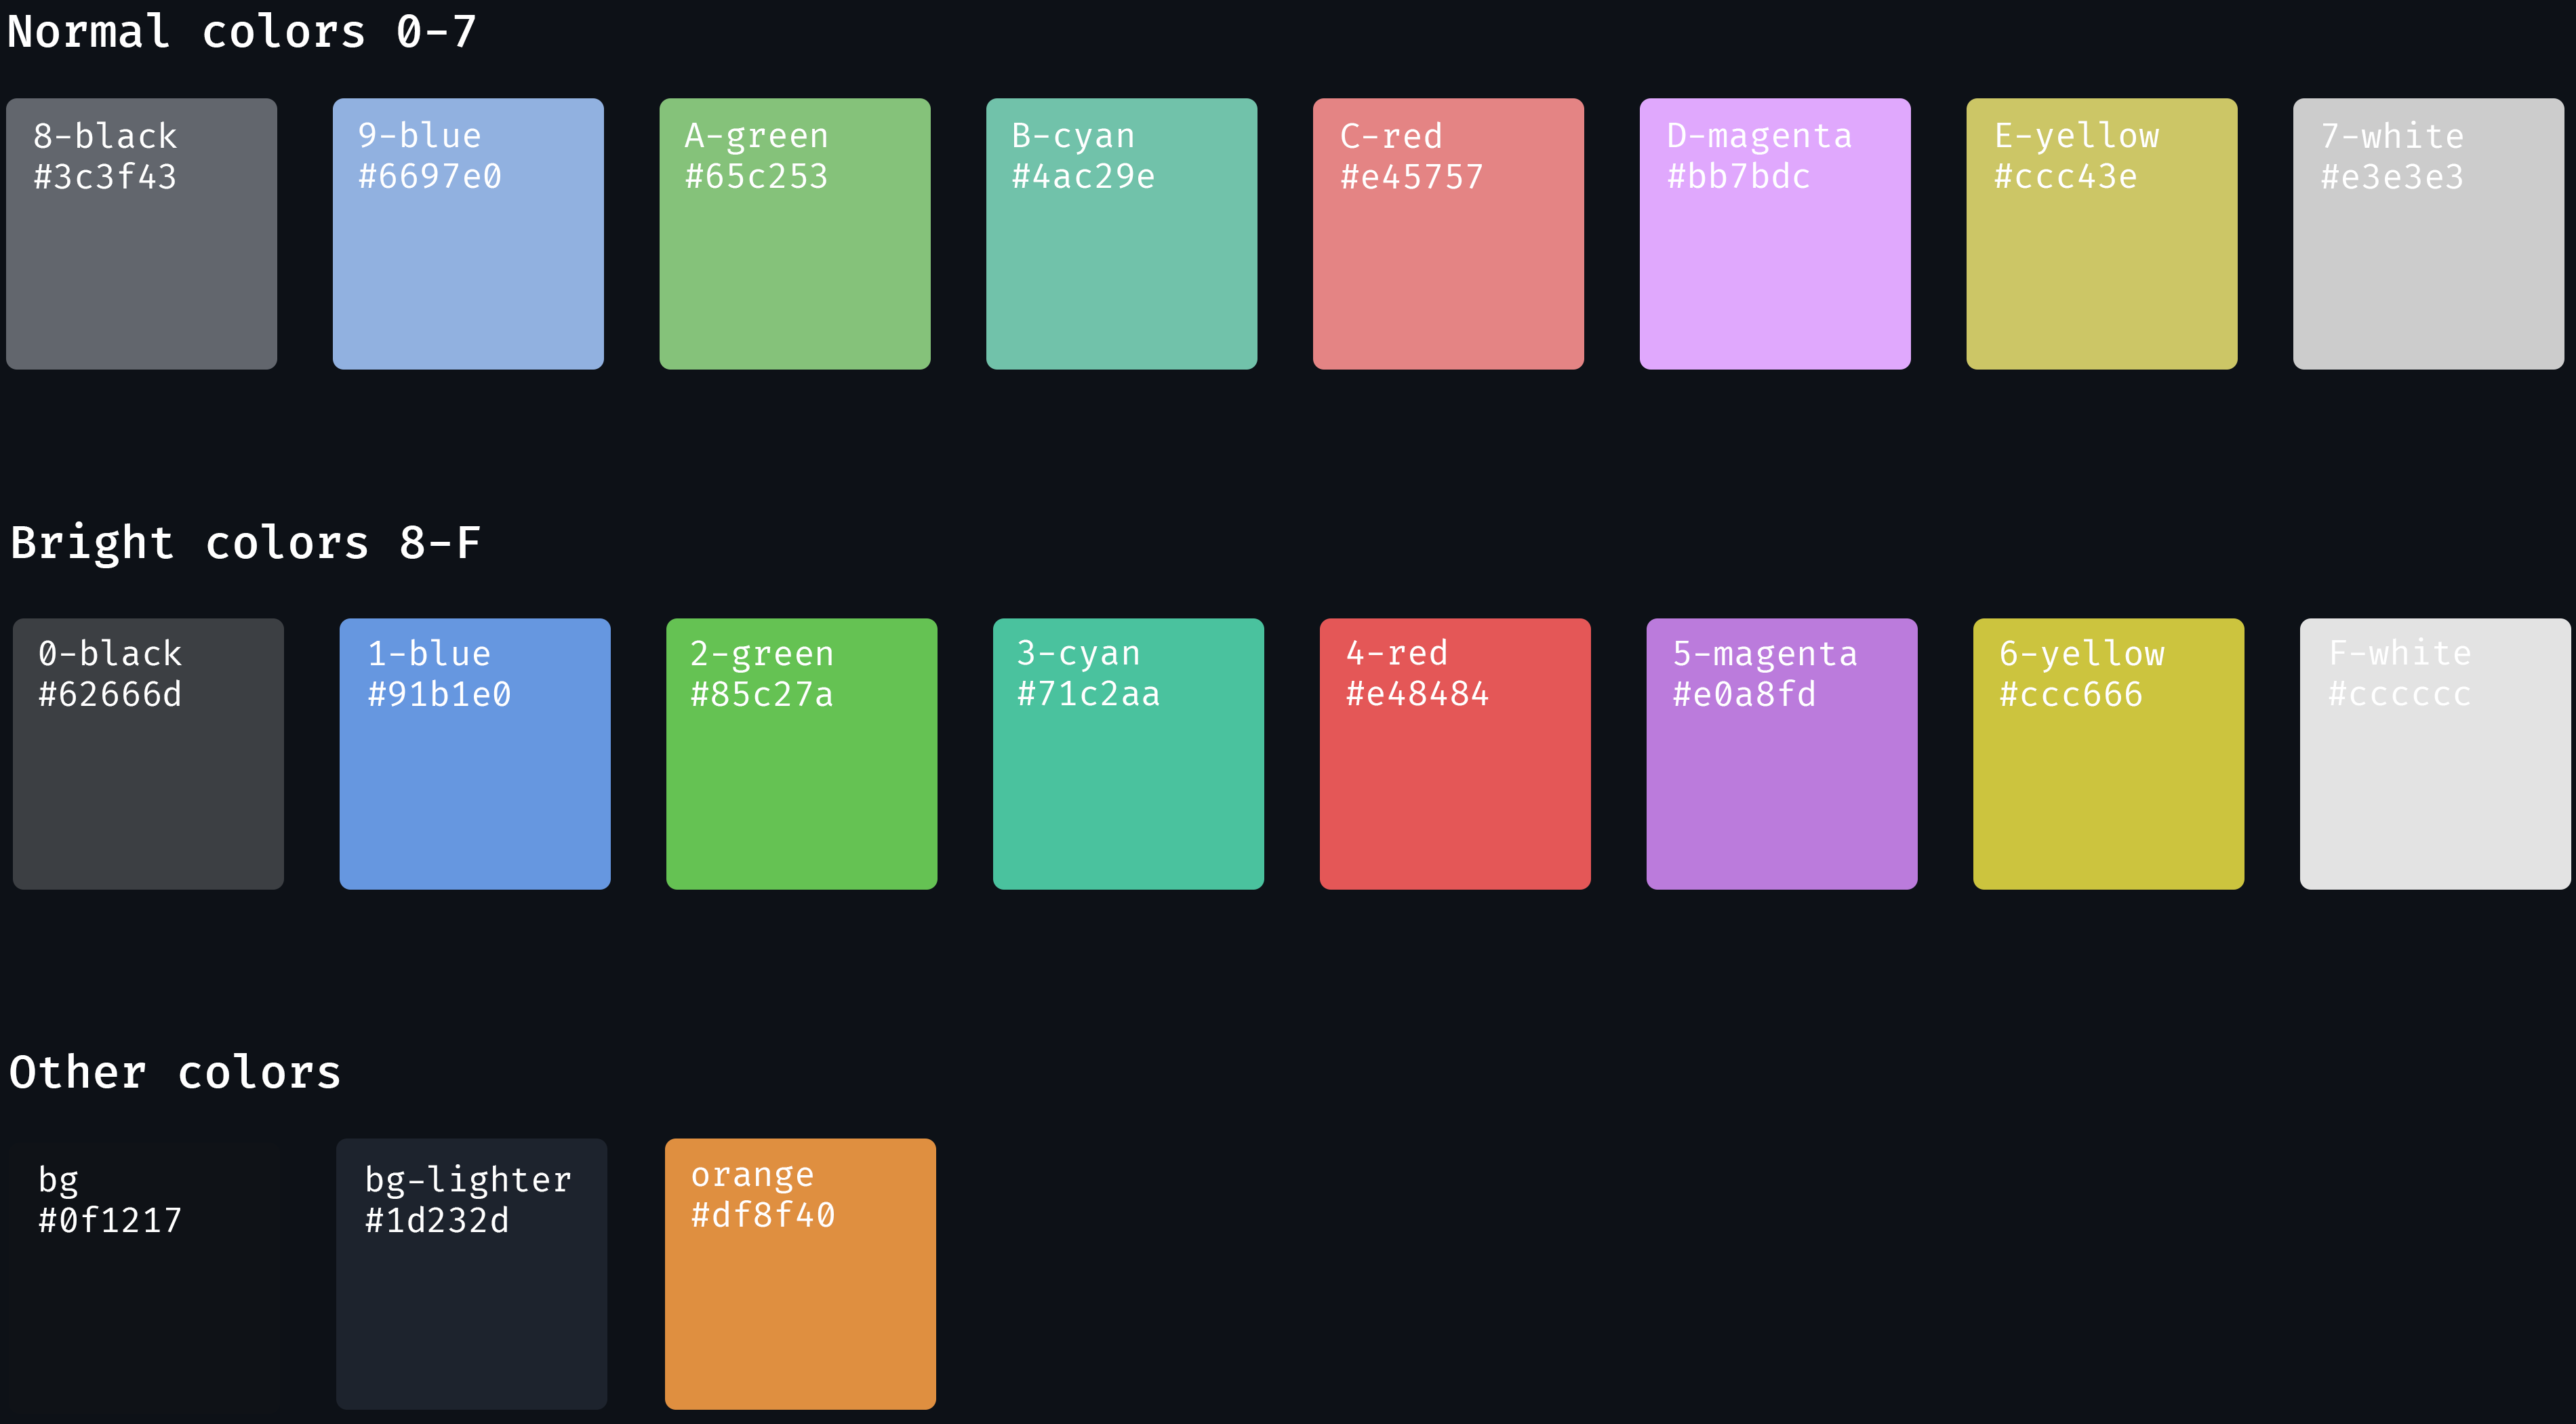 Normal colors 0-7
8-black
#3c3f43
9-blue
#6697e0
A-green
#65c253
B-cyan
#4ac29e
C-red
#e45757
D-magenta
#bb7bdc
E-yellow
#ccc43e
7-white
#e3e3e3
Bright colors 8-F
0-black
#62666d
1-blue
#91b1e0
2-green
#85c27a
3-cyan
#71c2aa
4-red
#e48484
5-magenta
#e0a8fd
6-yellow
#ccc666
F-white
#cccccc
Other colors
bg
#0f1217
bg-lighter
#1d232d
orange
#df8f40